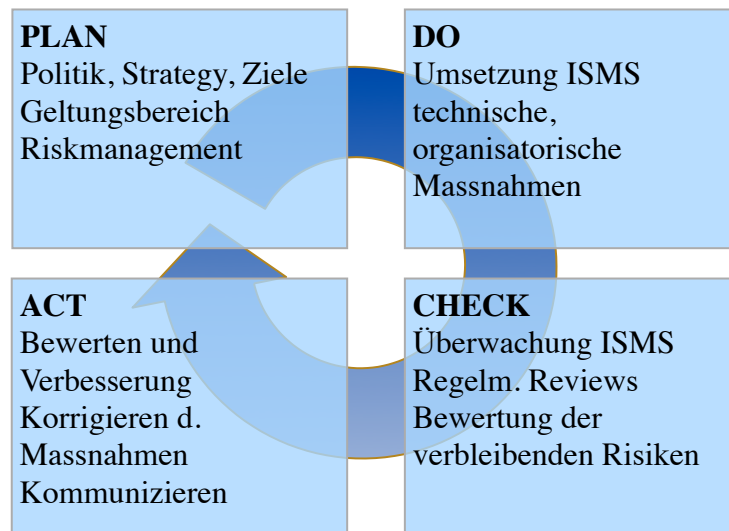 PLAN
Politik, Strategy, Ziele
Geltungsbereich
Riskmanagement
DO
Umsetzung ISMS
technische,
organisatorische
Massnahmen
ACT
Bewerten und
Verbesserung
Korrigieren d.
Massnahmen
Kommunizieren
CHECK
Überwachung ISMS
Regelm. Reviews
Bewertung der
verbleibenden Risiken